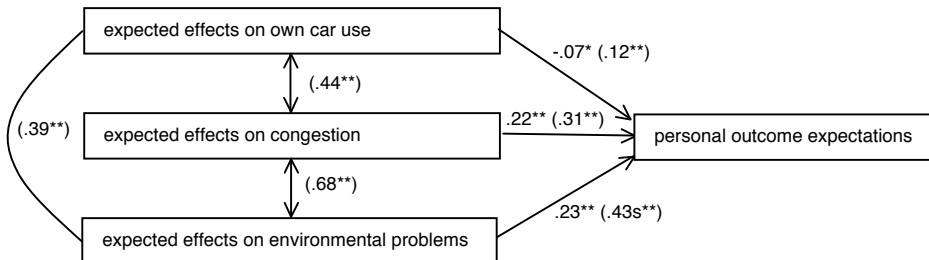 expected effects on own car use
-.07* (.12**)
(.44**)
(.39**)
expected effects on congestion
.22** (.31**)
personal outcome expectations
(.68**)
.23** (.43s**)
expected effects on environmental problems